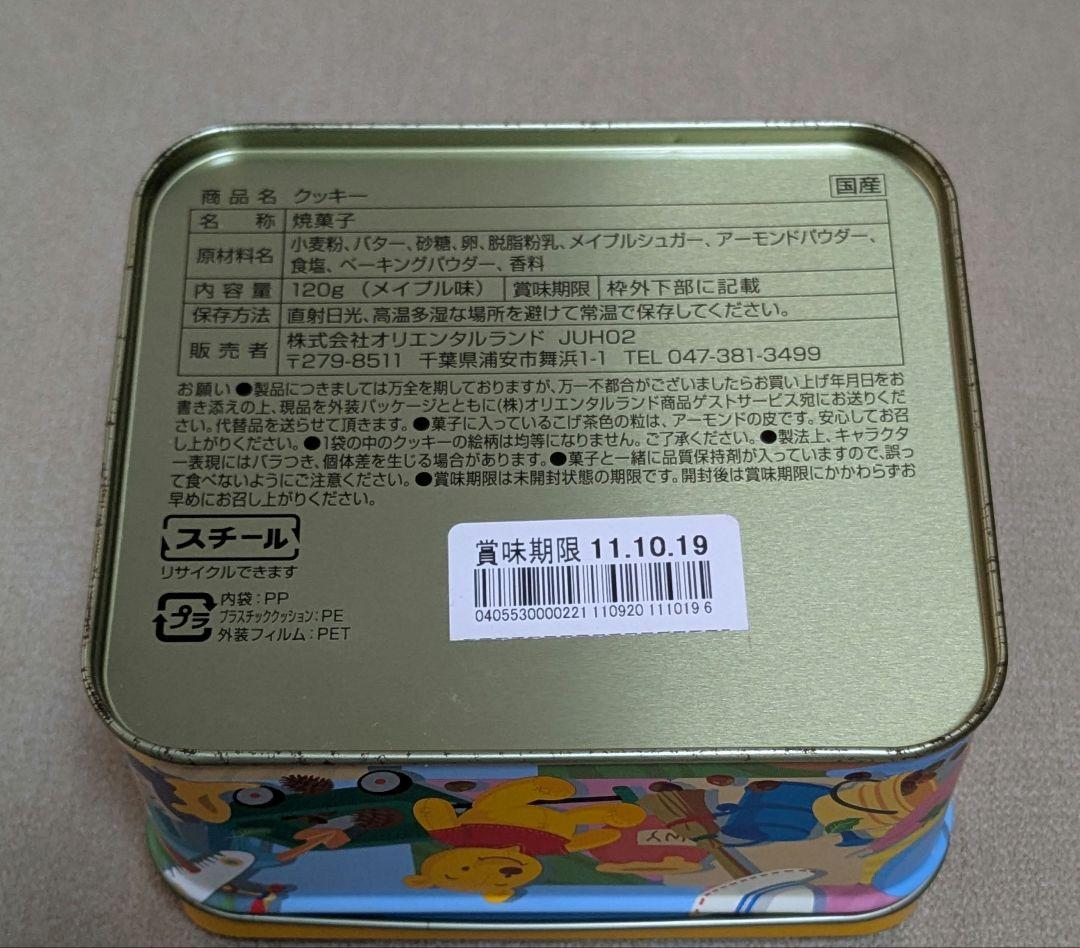 商品名 クッキー
国産
名 称 焼菓子
原材料名 小麦粉、バター、砂糖、卵、脱脂粉乳、メイプルシュガー、アーモンドパウダー、
食塩、ベーキングパウダー、香料
内容量 120g （メイプル味） 賞味期限 枠外下部に記載
保存方法 直射日光、高温多湿な場所を避けて常温で保存してください。
販売者 株式会社オリエンタルランド JUH02
〒279-8511 千葉県浦安市舞浜1-1 TEL 047-381-3499
お願い ●製品につきましては万全を期しておりますが、万一不都合がございましたらお買い上げ年月日をお
書き添えの上、現品を外装パッケージとともに(株)オリエンタルランド商品ゲストサービス宛にお送りくだ
さい。代替品を送らせて頂きます。●菓子に入っているこげ茶色の粒は、アーモンドの皮です。安心してお召
し上がりください。●1袋の中のクッキーの絵柄は均等になりません。ご了承ください。●製法上、キャラクタ
ー表現にはバラつき、個体差を生じる場合があります。●菓子と一緒に品質保持剤が入っていますので、誤っ
て食べないようにご注意ください。●賞味期限は未開封状態の期限です。開封後は賞味期限にかかわらずお
早めにお召し上がりください。
スチール
リサイクルできます
プラ
内袋：PP
プラスチッククッション：PE
外装フィルム：PET
賞味期限 11.10.19
0405530000221 110920 111019 6